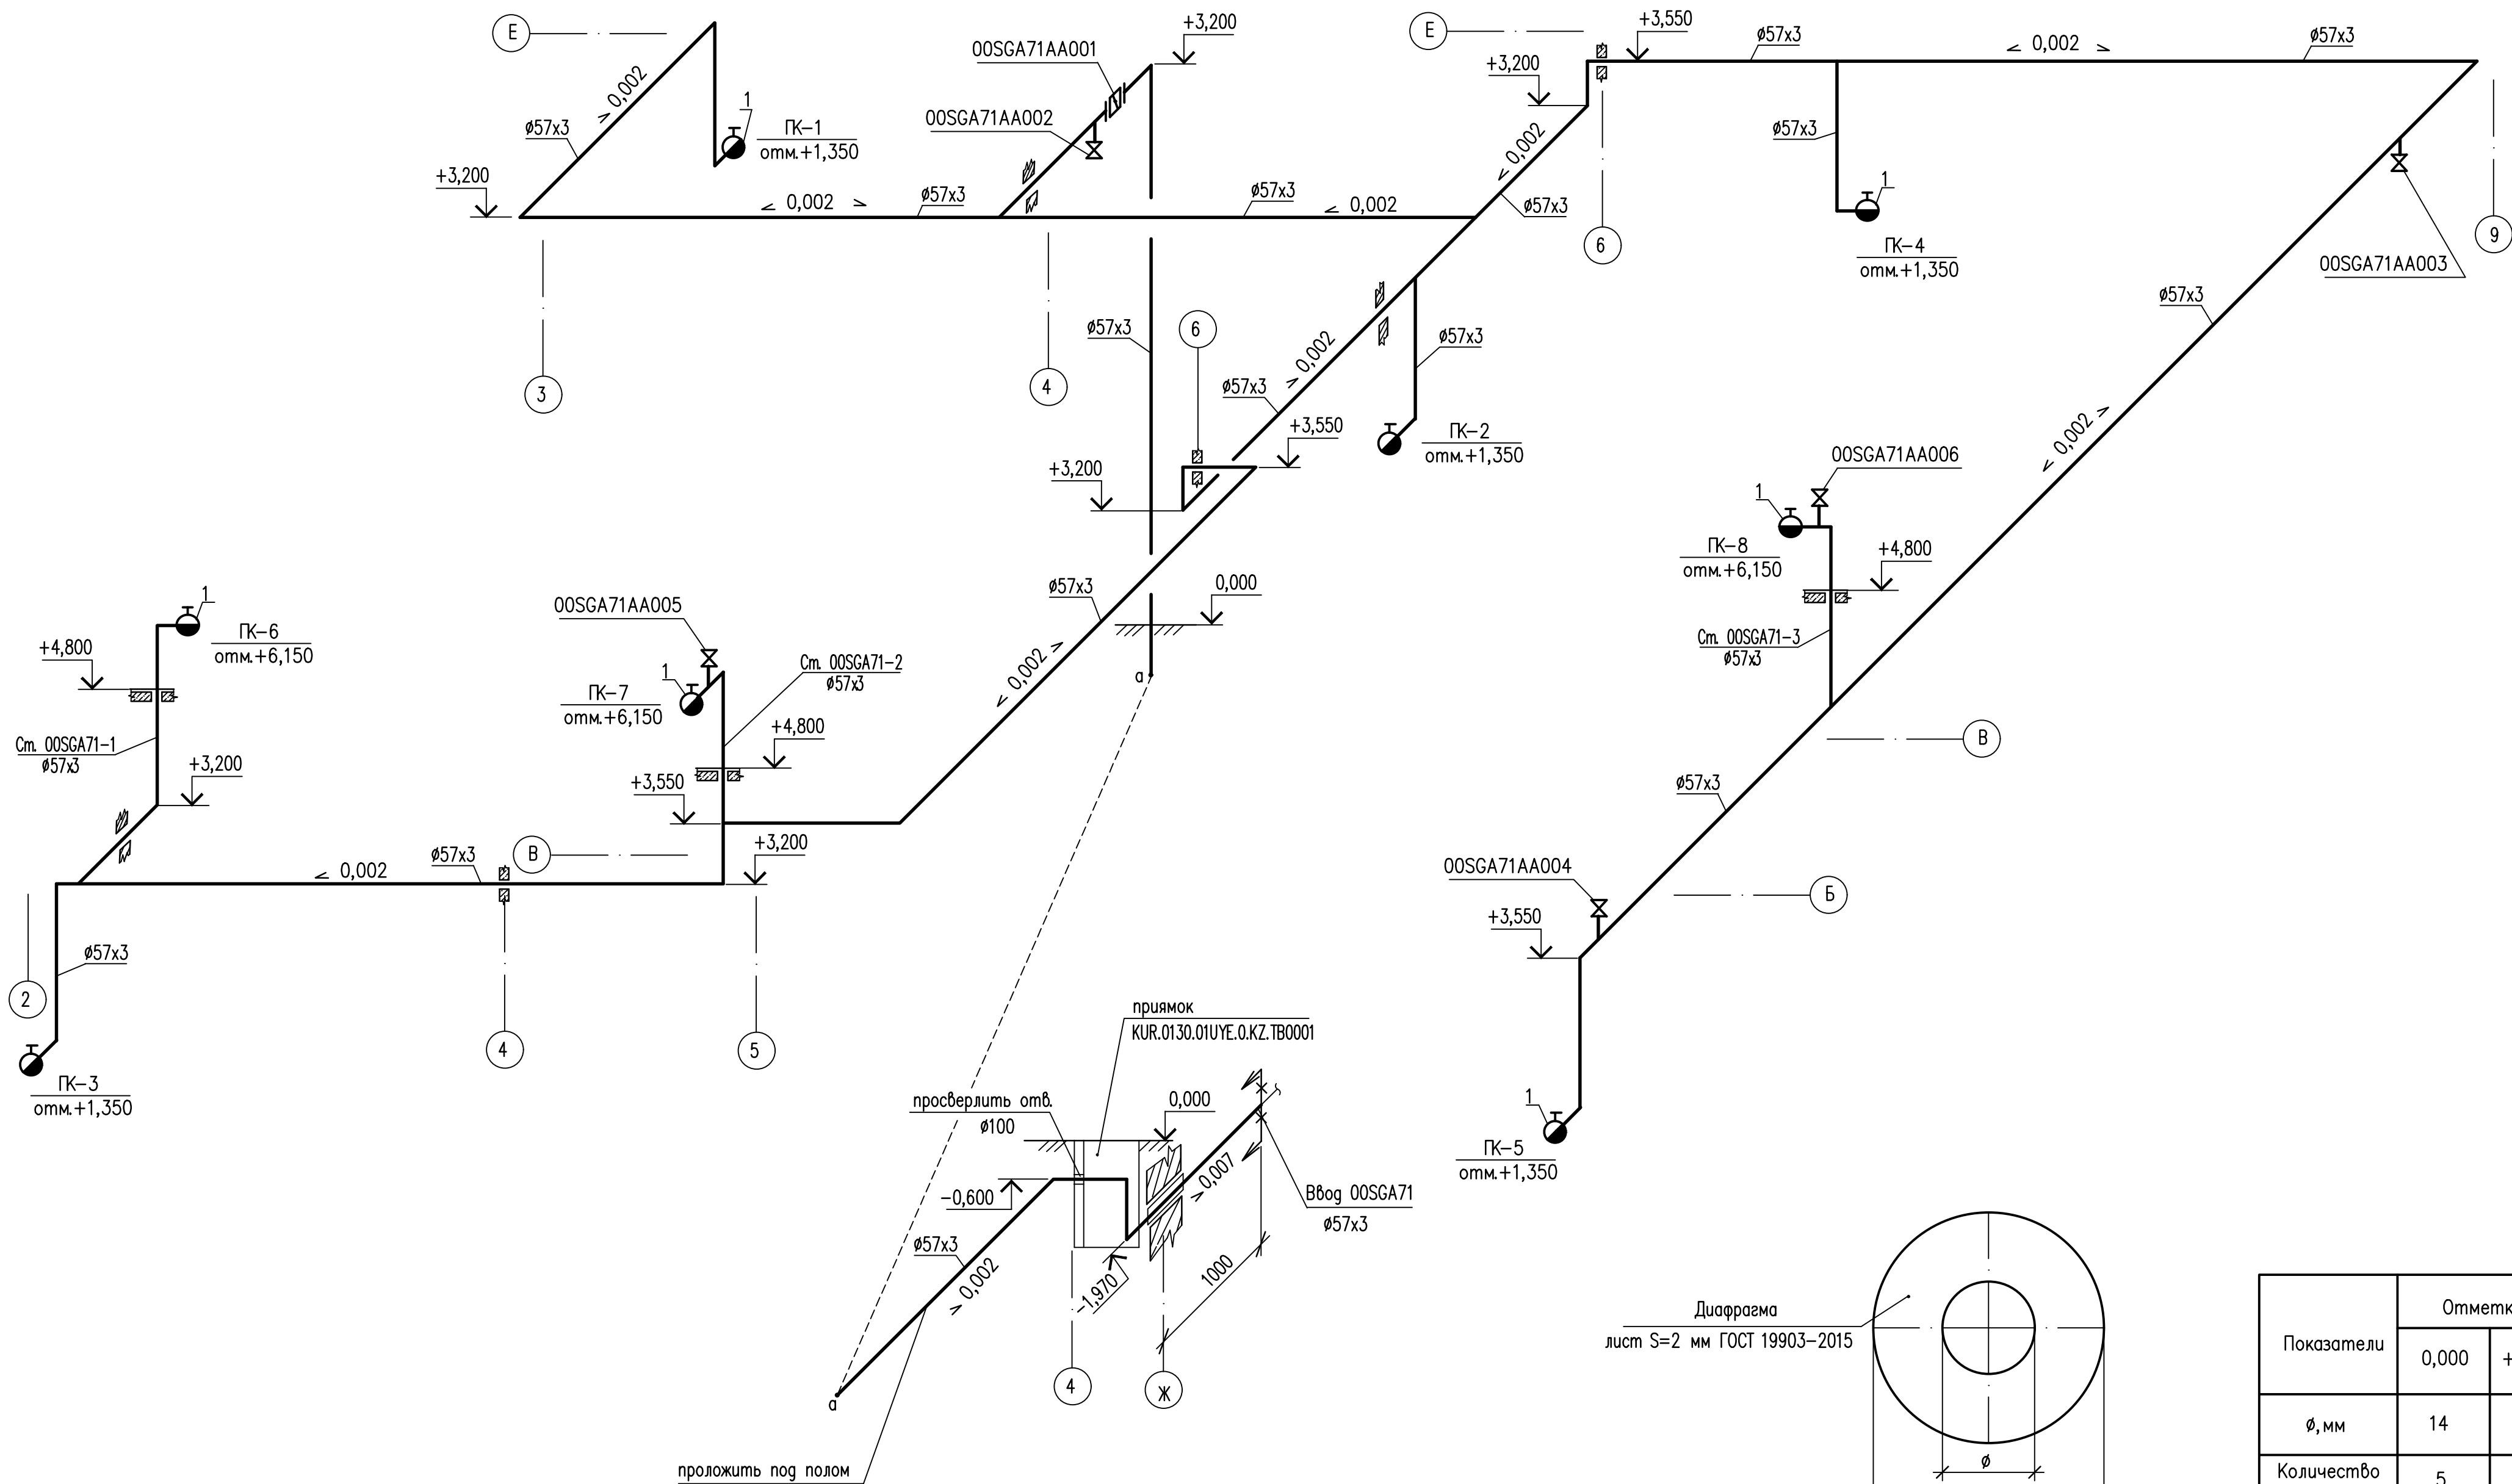 Е
0,002
ø57x3
+3,200
1
ПК-1
отм.+1,350
00SGA71AA001
00SGA71AA002
+3,200
0,002
ø57x3
ø57x3
0,002
3
4
Е
+3,550
+3,200
ø57x3
0,002
ø57x3
0,002
ø57x3
6
ø57x3
1
ПК-4
отм.+1,350
9
00SGA71AA003
ø57x3
ø57x3
6
0,002
ø57x3
ø57x3
+3,550
+3,200
ПК-2
отм.+1,350
0,002
00SGA71AA006
1
ПК-8
отм.+6,150
+4,800
Ст. 00SGA71-3
ø57x3
1
ПК-6
отм.+6,150
+4,800
Ст. 00SGA71-1
ø57x3
+3,200
00SGA71AA005
1
ПК-7
отм.+6,150
Ст. 00SGA71-2
ø57x3
+4,800
+3,550
ø57x3
0,002
0,000
а
В
ø57x3
0,002
ø57x3
В
+3,200
ø57x3
2
4
5
ПК-3
отм.+1,350
00SGA71AA004
+3,550
Б
1
ПК-5
отм.+1,350
приямок
KUR.0130.01UYE.0.KZ.TB0001
просверлить отв.
ø100
0,000
-0,600
0,007
Ввод 00SGA71
ø57x3
ø57x3
0,002
-1,970
1000
4
Ж
а
проложить под полом
Диафрагма
лист S=2 мм ГОСТ 19903-2015
ø
Показатели
Отметк
0,000
+
ø,мм
14
Количество
5